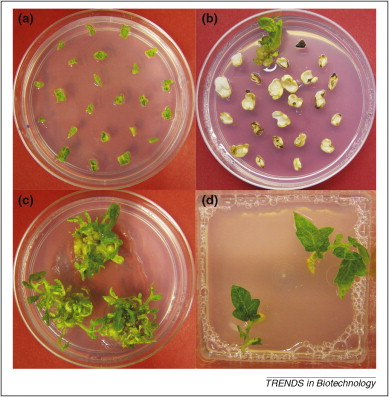 (a)
(b)
(c)
(d)
TRENDS in Biotechnology